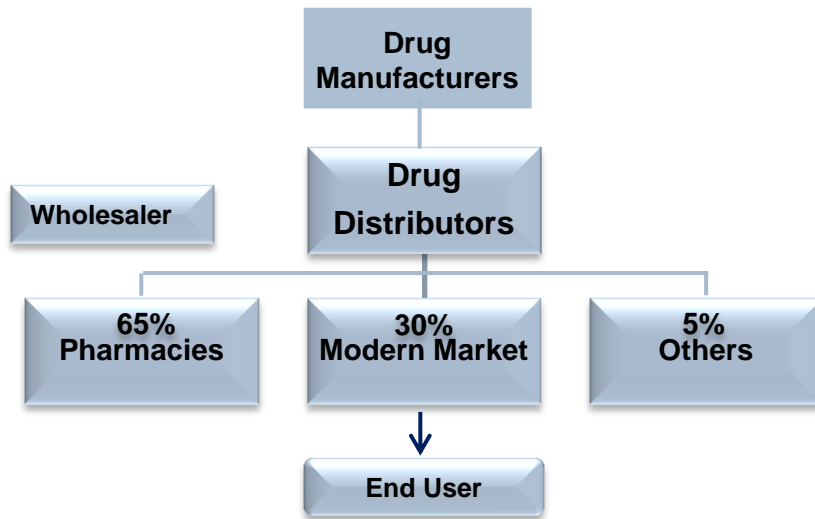 Drug
Manufacturers
Drug
Distributors
Wholesaler
65%
Pharmacies
30%
Modern Market
5%
Others
End User